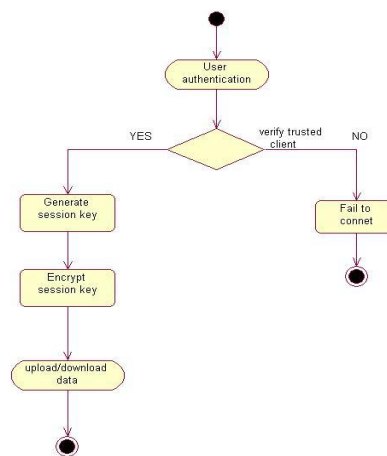 User
authentication
YES
verify trusted
client
NO
Generate
session key
Fail to
connet
Encrypt
session key
upload/download
data